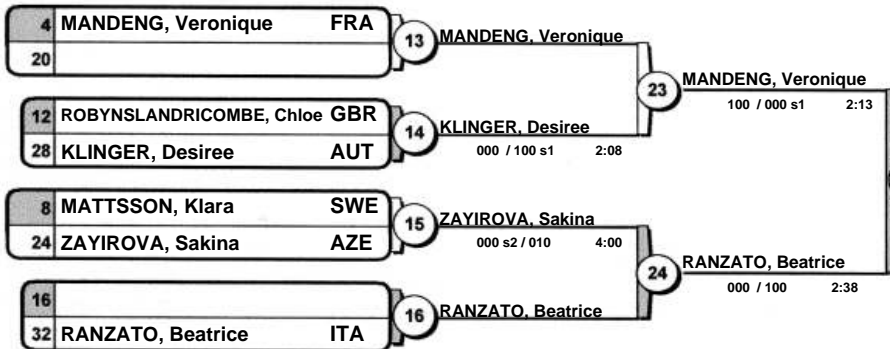 4 MANDENG, Veronique FRA
20
13 MANDENG, Veronique
12 ROBYNSLANDRICOMBE, Chloe GBR
28 KLINGER, Desiree AUT
14 KLINGER, Desiree
000 / 100 s1 2:08
23 MANDENG, Veronique
100 / 000 s1 2:13
8 MATTSSON, Klara SWE
24 ZAYIROVA, Sakina AZE
15 ZAYIROVA, Sakina
000 s2 / 010 4:00
16
32 RANZATO, Beatrice ITA
16 RANZATO, Beatrice
24 RANZATO, Beatrice
000 / 100 2:38